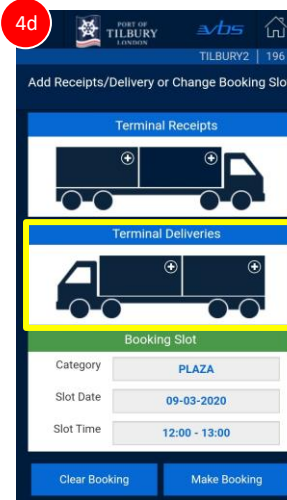 4d
PORT OF
TILBURY
LONDON
vbs
TILBURY2 | 196
Add Receipts/Delivery or Change Booking Slo
Terminal Receipts
Terminal Deliveries
Booking Slot
Category PLAZA
Slot Date 09-03-2020
Slot Time 12:00 - 13:00
Clear Booking Make Booking